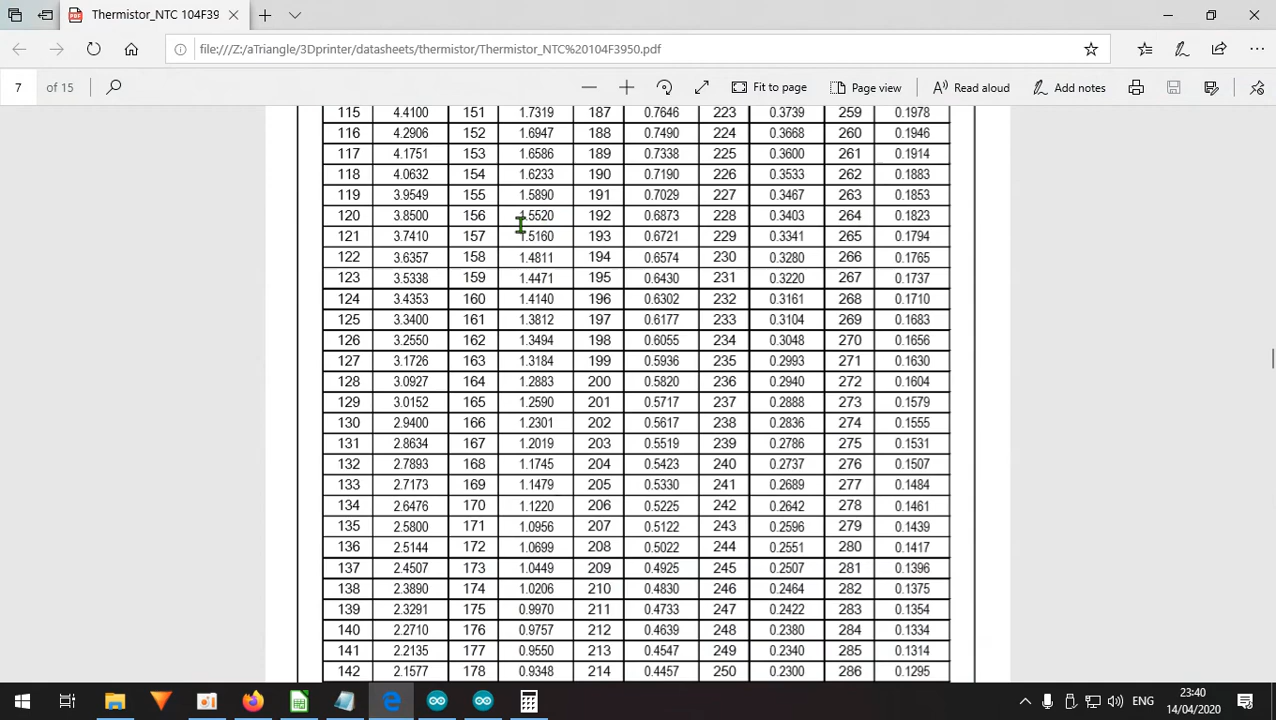 Thermistor_NTC 104F39
file:///Z:/aTriangle/3Dprinter/datasheets/thermistor/Thermistor_NTC%20104F3950.pdf
7 of 15 Fit to page Page view Read aloud Add notes
115 4.4100 151 1.7319 187 0.7646 223 0.3739 259 0.1978
116 4.2906 152 1.6947 188 0.7490 224 0.3668 260 0.1946
117 4.1751 153 1.6586 189 0.7338 225 0.3600 261 0.1914
118 4.0632 154 1.6233 190 0.7190 226 0.3533 262 0.1883
119 3.9549 155 1.5890 191 0.7029 227 0.3467 263 0.1853
120 3.8500 156 1.5520 192 0.6873 228 0.3403 264 0.1823
121 3.7410 157 1.5160 193 0.6721 229 0.3341 265 0.1794
122 3.6357 158 1.4811 194 0.6574 230 0.3280 266 0.1765
123 3.5338 159 1.4471 195 0.6430 231 0.3220 267 0.1737
124 3.4353 160 1.4140 196 0.6302 232 0.3161 268 0.1710
125 3.3400 161 1.3812 197 0.6177 233 0.3104 269 0.1683
126 3.2550 162 1.3494 198 0.6055 234 0.3048 270 0.1656
127 3.1726 163 1.3184 199 0.5936 235 0.2993 271 0.1630
128 3.0927 164 1.2883 200 0.5820 236 0.2940 272 0.1604
129 3.0152 165 1.2590 201 0.5717 237 0.2888 273 0.1579
130 2.9400 166 1.2301 202 0.5617 238 0.2836 274 0.1555
131 2.8634 167 1.2019 203 0.5519 239 0.2786 275 0.1531
132 2.7893 168 1.1745 204 0.5423 240 0.2737 276 0.1507
133 2.7173 169 1.1479 205 0.5330 241 0.2689 277 0.1484
134 2.6476 170 1.1220 206 0.5225 242 0.2642 278 0.1461
135 2.5800 171 1.0956 207 0.5122 243 0.2596 279 0.1439
136 2.5144 172 1.0699 208 0.5022 244 0.2551 280 0.1417
137 2.4507 173 1.0449 209 0.4925 245 0.2507 281 0.1396
138 2.3890 174 1.0206 210 0.4830 246 0.2464 282 0.1375
139 2.3291 175 0.9970 211 0.4733 247 0.2422 283 0.1354
140 2.2710 176 0.9757 212 0.4639 248 0.2380 284 0.1334
141 2.2135 177 0.9550 213 0.4547 249 0.2340 285 0.1314
142 2.1577 178 0.9348 214 0.4457 250 0.2300 286 0.1295
ENG
23:40
14/04/2020